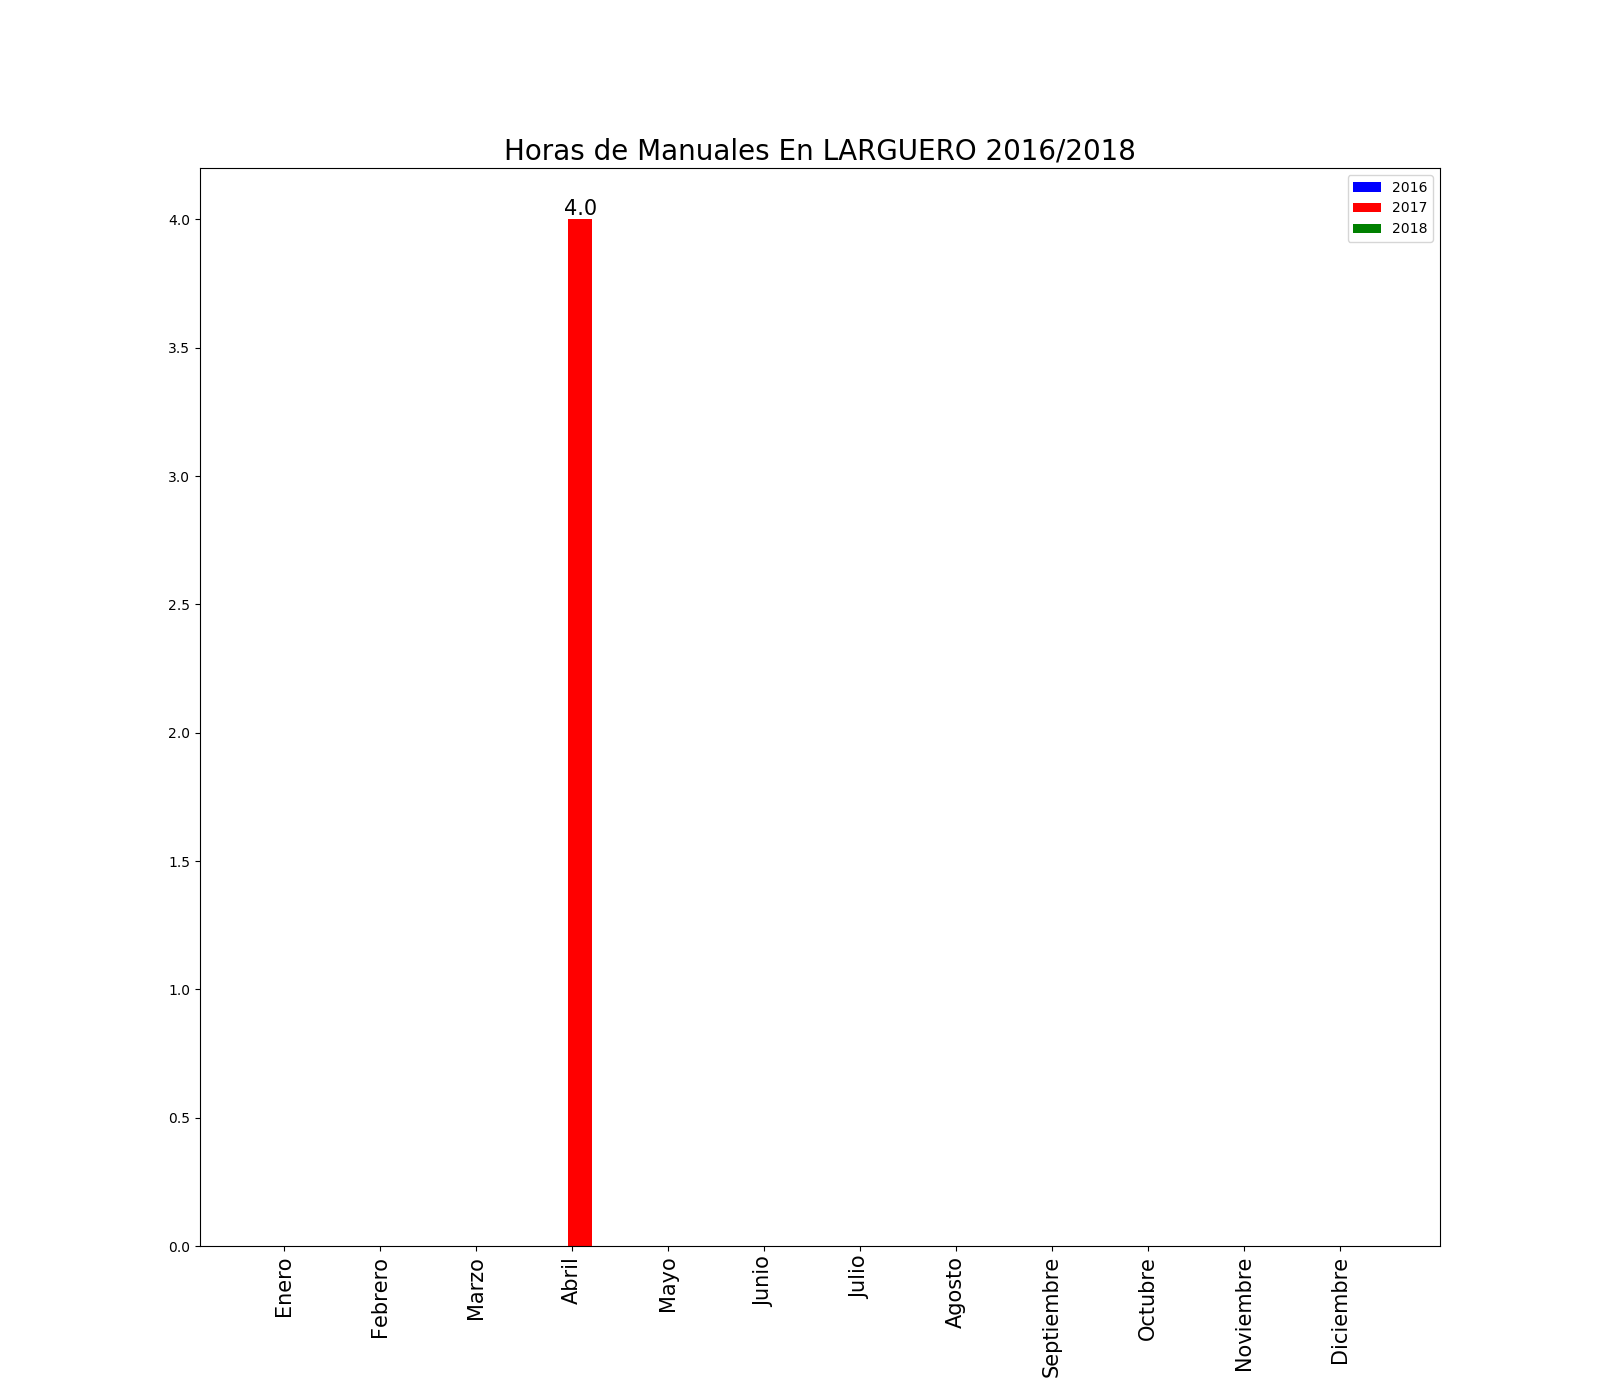 Horas de Manuales En LARGUERO 2016/2018
2016
2017
2018
4.0
4.0
3.5
3.0
2.5
2.0
1.5
1.0
0.5
0.0
Enero
Febrero
Marzo
Abril
Mayo
Junio
Julio
Agosto
Septiembre
Octubre
Noviembre
Diciembre